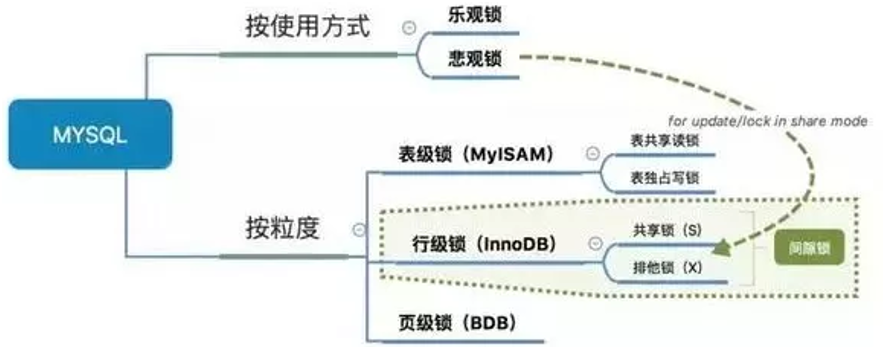 按使用方式
乐观锁
悲观锁
for update/lock in share mode
MYSQL
表级锁（MyISAM）
表共享读锁
表独占写锁
按粒度
行级锁（InnoDB）
共享锁（S）
排他锁（X）
间隙锁
页级锁（BDB）